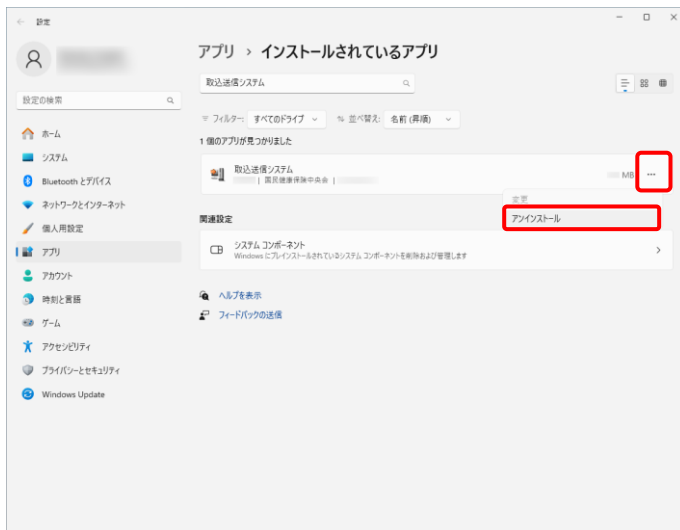 設定
アプリ › インストールされているアプリ
取込送信システム
設定の検索
フィルター: すべてのドライブ 並べ替え: 名前 (昇順)
1 個のアプリが見つかりました
ホーム
システム
Bluetooth とデバイス
ネットワークとインターネット
個人用設定
アプリ
アカウント
時刻と言語
ゲーム
アクセシビリティ
プライバシーとセキュリティ
Windows Update
取込送信システム
| 国民健康保険中央会 |
MB
変更
アンインストール
関連設定
システム コンポーネント
Windows にプレインストールされているシステム コンポーネントを削除および管理します
ヘルプを表示
フィードバックの送信